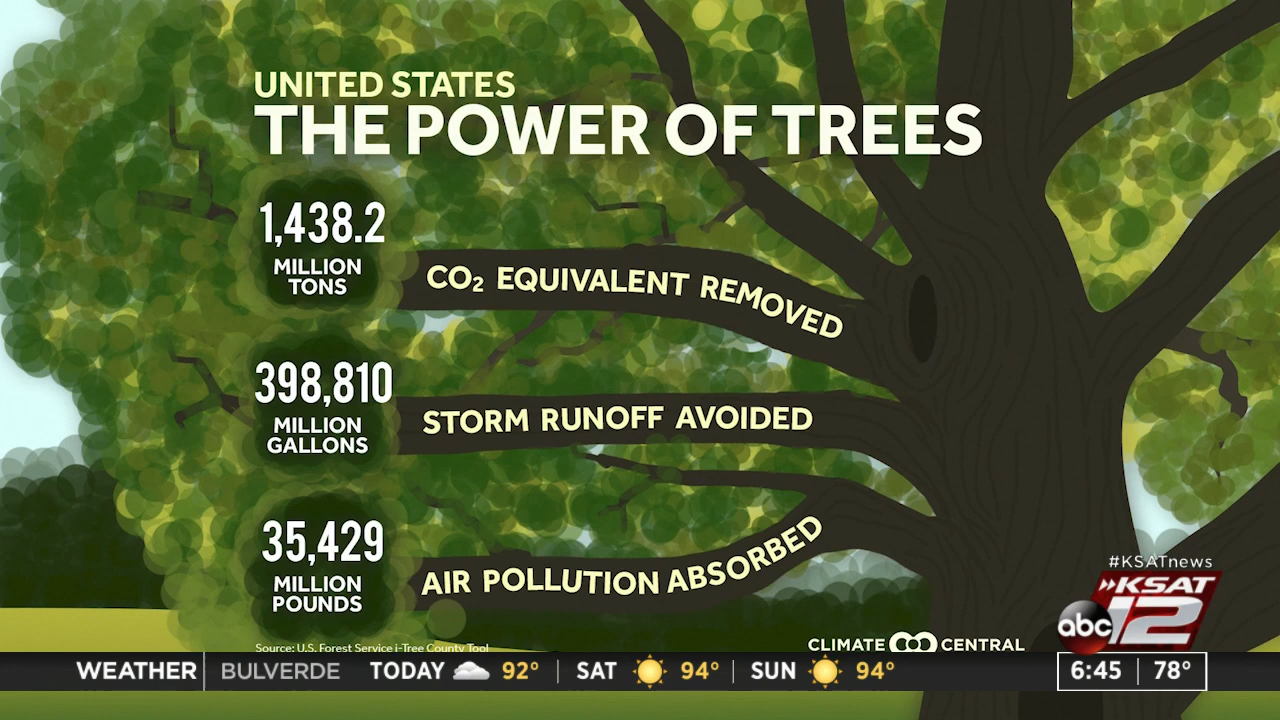 UNITED STATES
THE POWER OF TREES
1,438.2
MILLION
TONS
CO₂ EQUIVALENT REMOVED
398,810
MILLION
GALLONS
STORM RUNOFF AVOIDED
35,429
MILLION
POUNDS
AIR POLLUTION ABSORBED
#KSATnews
KSAT
abc 12
Source: U.S. Forest Service i-Tree County Tool
CLIMATE CENTRAL
WEATHER BULVERDE TODAY 92° SAT 94° SUN 94° 6:45 78°